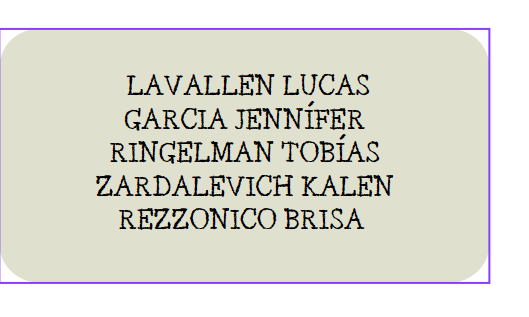 LAVALLEN LUCAS
GARCIA JENNÍFER
RINGELMAN TOBÍAS
ZARDALEVICH KALEN
REZZONICO BRISA